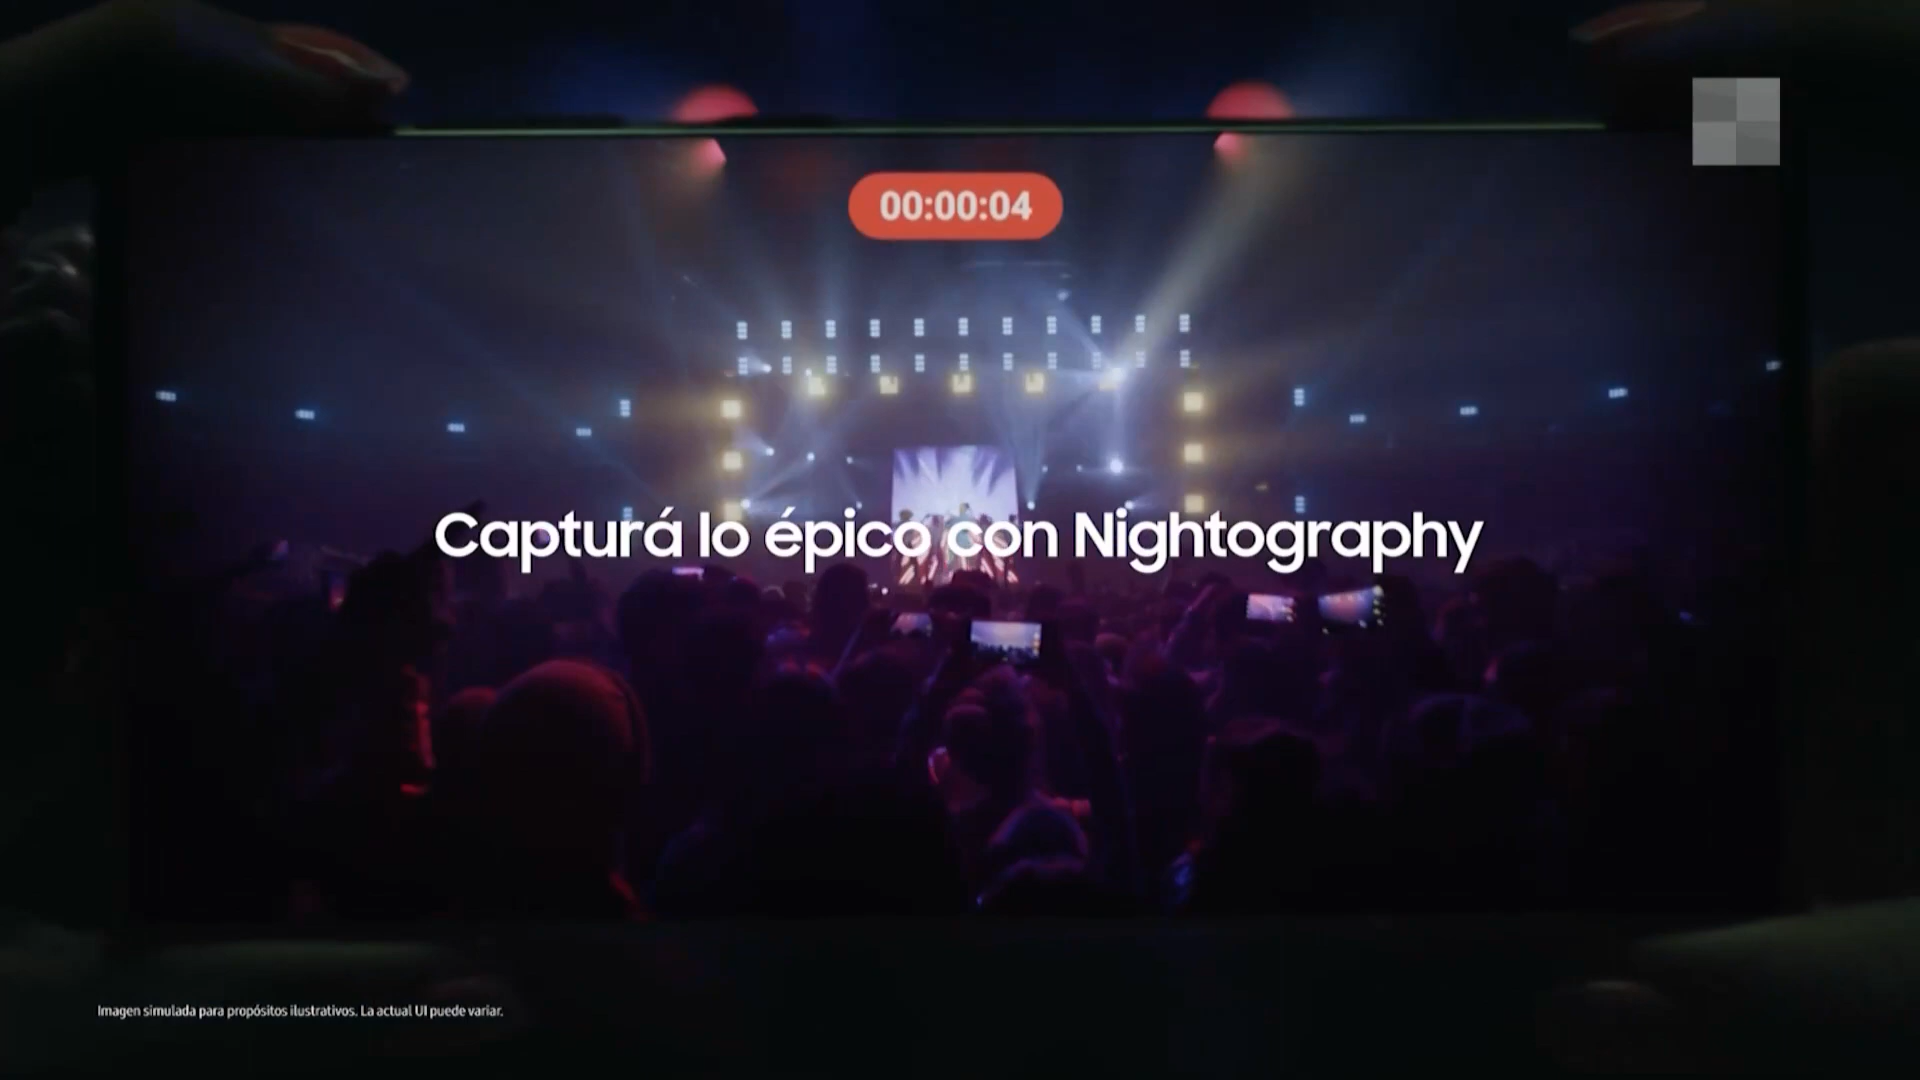 00:00:04
Capturá lo épico con Nightography
Imagen simulada para propósitos ilustrativos. La actual UI puede variar.